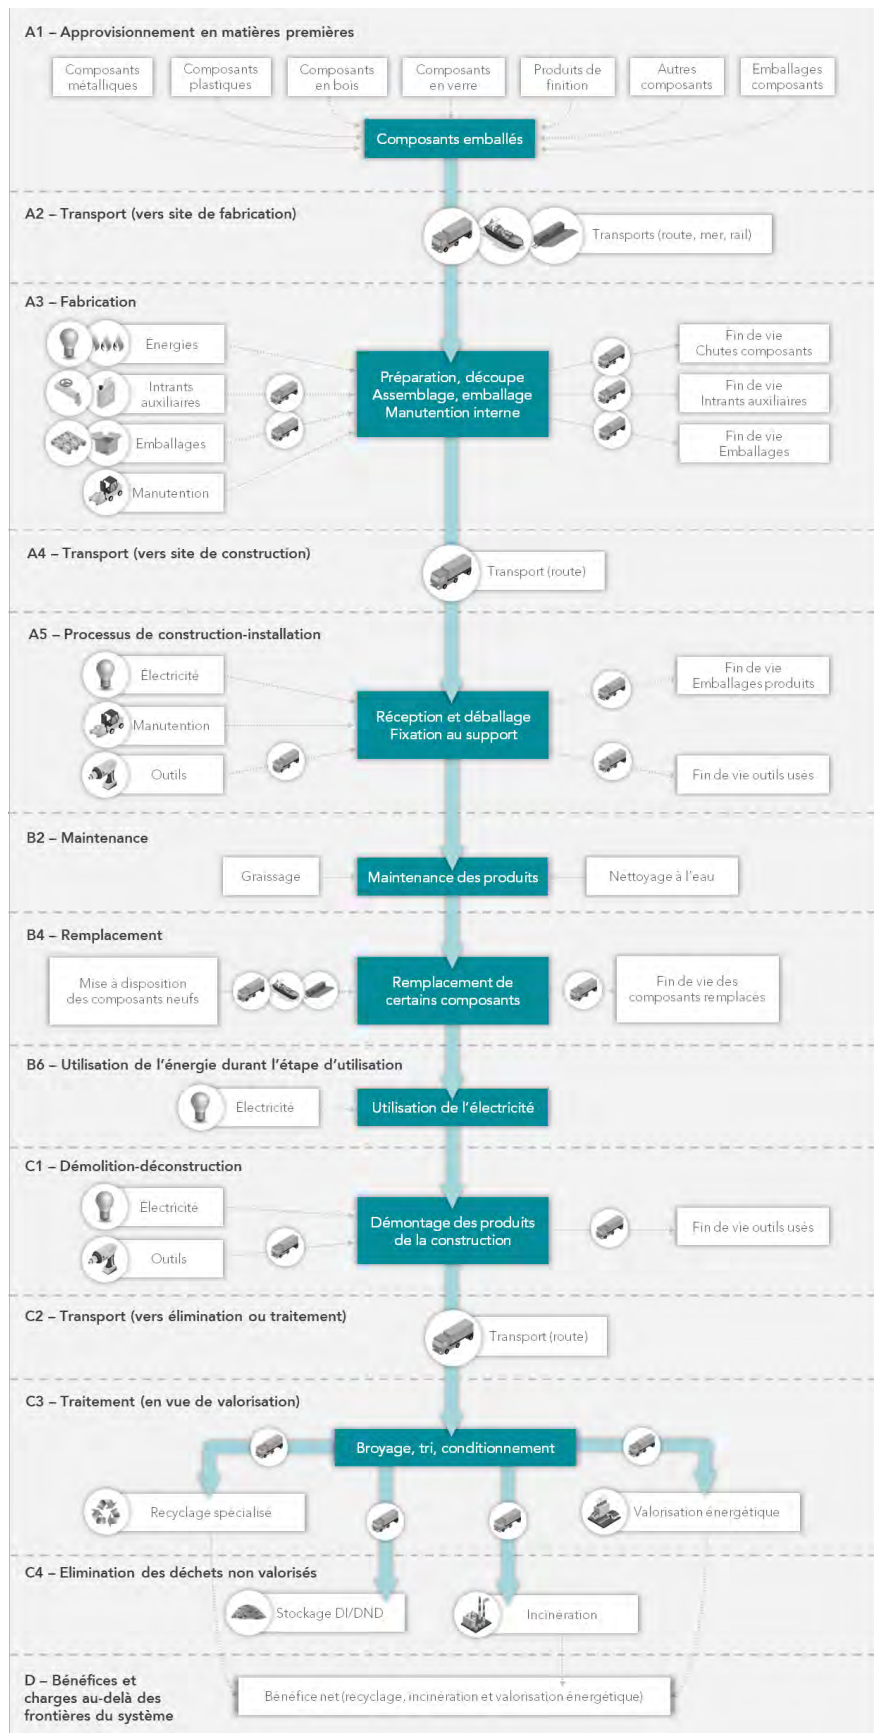 A1 – Approvisionnement en matières premières
Composants
métalliques
Composants
plastiques
Composants
en bois
Composants
en verre
Produits de
finition
Autres
composants
Emballages
composants
Composants emballés
A2 – Transport (vers site de fabrication)
Transports (route, mer, rail)
A3 – Fabrication
Énergies
Intrants
auxiliaires
Emballages
Manutention
Préparation, découpe
Assemblage, emballage
Manutention interne
Fin de vie
Chutes composants
Fin de vie
Intrants auxiliaires
Fin de vie
Emballages
A4 – Transport (vers site de construction)
Transport (route)
A5 – Processus de construction-installation
Électricité
Manutention
Outils
Réception et déballage
Fixation au support
Fin de vie
Emballages produits
Fin de vie outils usés
B2 – Maintenance
Graissage
Maintenance des produits
Nettoyage à l'eau
B4 – Remplacement
Mise à disposition
des composants neufs
Remplacement de
certains composants
Fin de vie des
composants remplacés
B6 – Utilisation de l'énergie durant l'étape d'utilisation
Électricité
Utilisation de l'électricité
C1 – Démolition-déconstruction
Électricité
Outils
Démontage des produits
de la construction
Fin de vie outils usés
C2 – Transport (vers élimination ou traitement)
Transport (route)
C3 – Traitement (en vue de valorisation)
Broyage, tri, conditionnement
Recyclage spécialisé
Valorisation énergétique
C4 – Elimination des déchets non valorisés
Stockage DI/DND
Incinération
D – Bénéfices et
charges au-delà des
frontières du système
Bénéfice net (recyclage, incinération et valorisation énergétique)